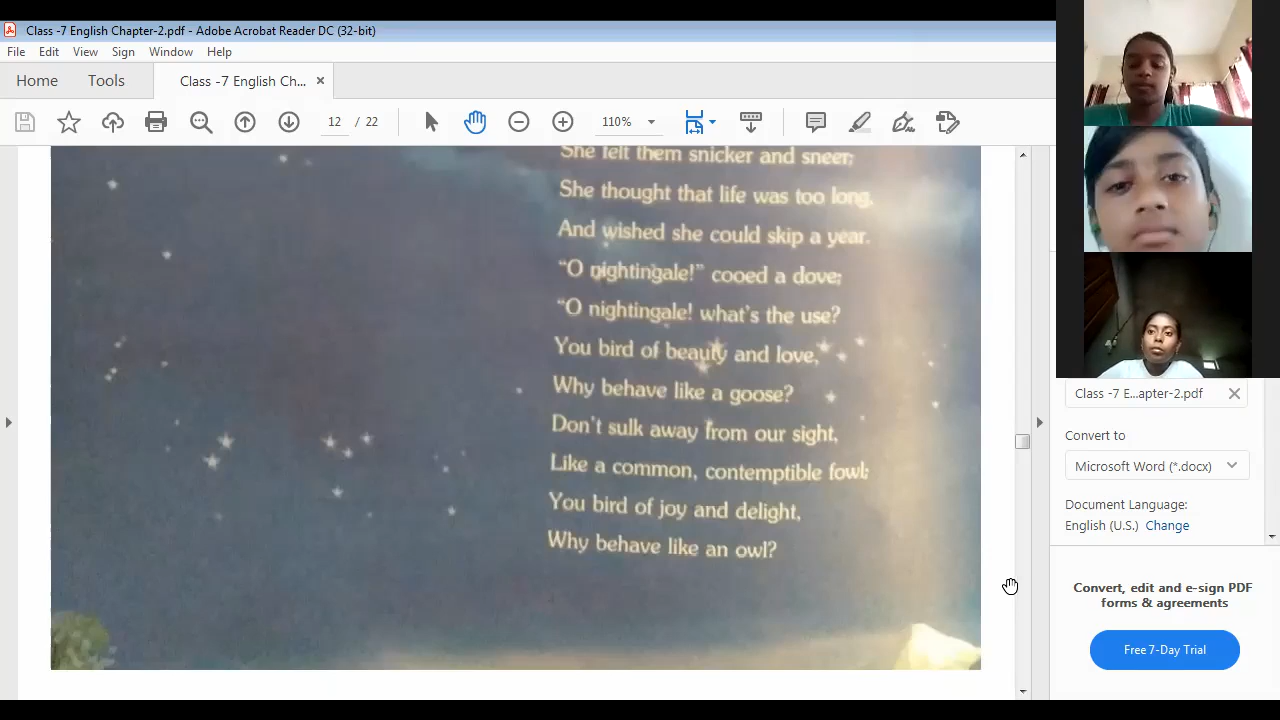 Class -7 English Chapter-2.pdf - Adobe Acrobat Reader DC (32-bit)
File Edit View Sign Window Help
Home Tools Class -7 English Ch... ×
12 / 22 110%
She felt them snicker and sneer;
She thought that life was too long,
And wished she could skip a year.
“O nightingale!” cooed a dove;
“O nightingale! what's the use?
You bird of beauty and love,
Why behave like a goose?
Don't sulk away from our sight,
Like a common, contemptible fowl;
You bird of joy and delight,
Why behave like an owl?
Class -7 E...apter-2.pdf
Convert to
Microsoft Word (*.docx)
Document Language:
English (U.S.) Change
Convert, edit and e-sign PDF
forms & agreements
Free 7-Day Trial